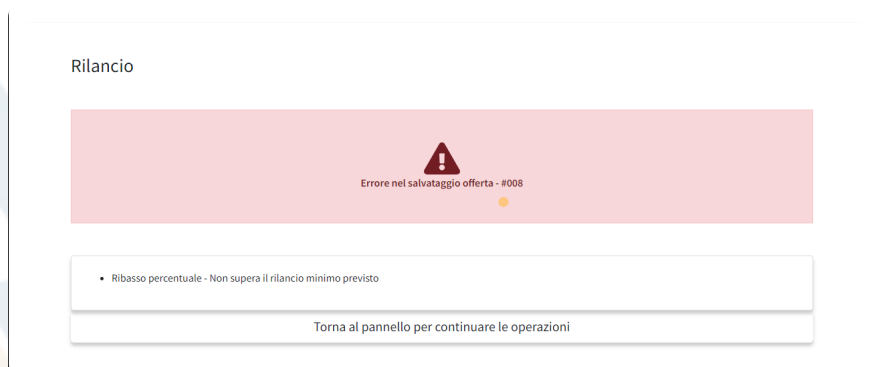 Rilancio
Errore nel salvataggio offerta - #008
Ribasso percentuale - Non supera il rilancio minimo previsto
Torna al pannello per continuare le operazioni